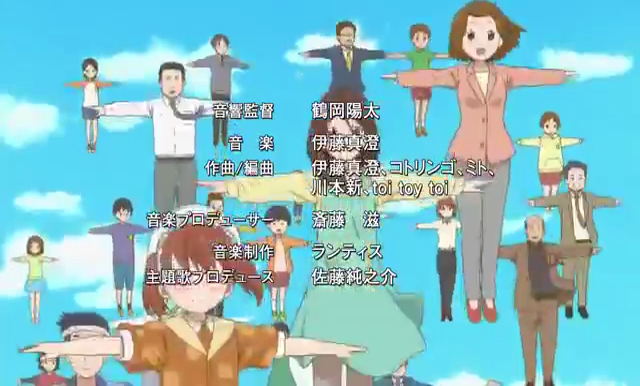 音響監督 鶴岡陽太
音楽 伊藤真澄
作曲/編曲 伊藤真澄、コトリンゴ、ミト、
川本新、toi toy toi
音楽プロデューサー 斎藤滋
音楽制作 ランティス
主題歌プロデュース 佐藤純之介